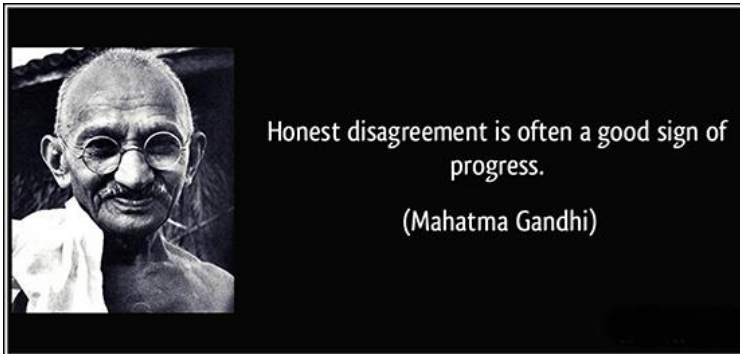 Honest disagreement is often a good sign of
progress.
(Mahatma Gandhi)